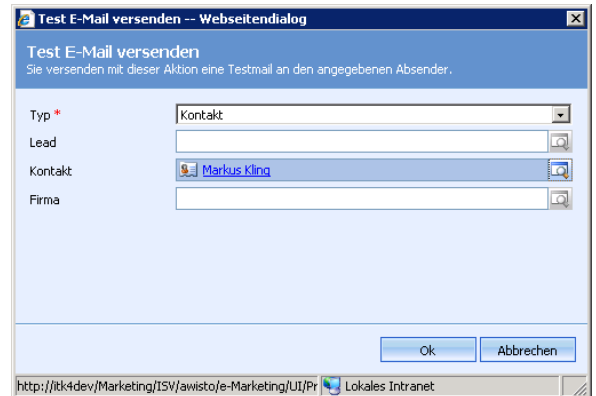 Test E-Mail versenden -- Webseitendialog
Test E-Mail versenden
Sie versenden mit dieser Aktion eine Testmail an den angegebenen Absender.
Typ * Kontakt
Lead
Kontakt Markus Kling
Firma
Ok Abbrechen
http://itk4dev/Marketing/ISV/awisto/e-Marketing/UI/Pr Lokales Intranet